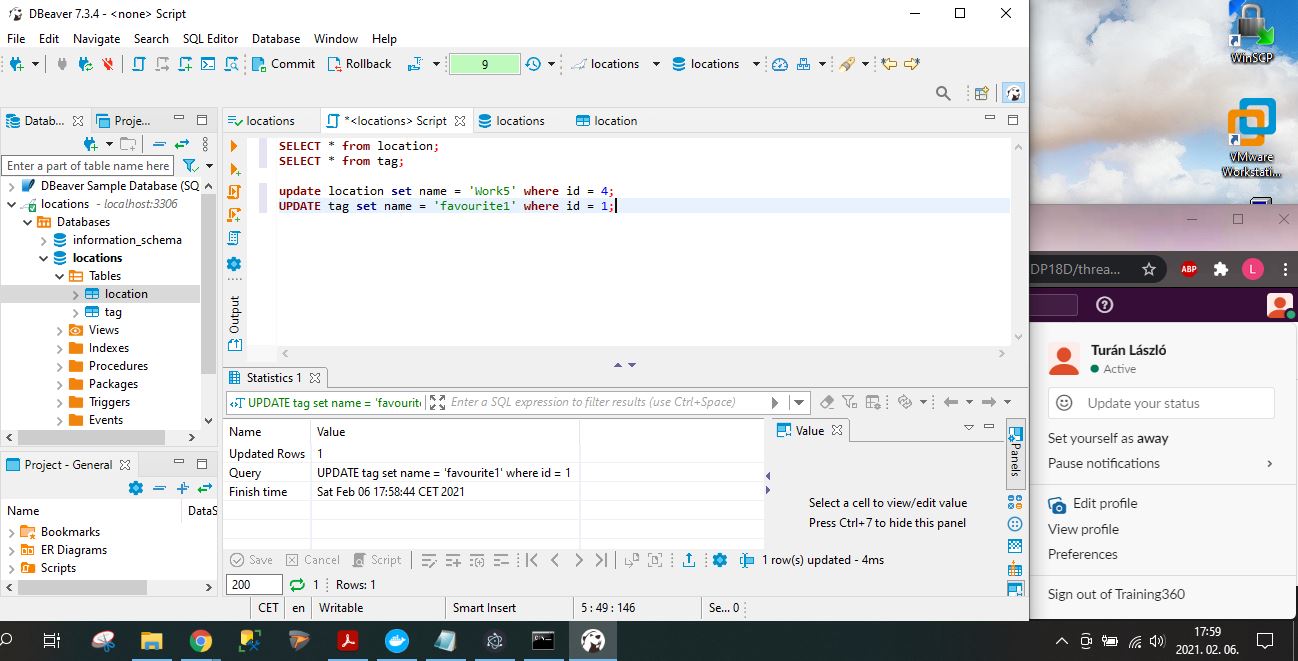 DBeaver 7.3.4 - <none> Script
File Edit Navigate Search SQL Editor Database Window Help
Commit Rollback 9 locations locations
Datab... Proje...
Enter a part of table name here
DBeaver Sample Database (SQ
locations - localhost:3306
Databases
information_schema
locations
Tables
location
tag
Views
Indexes
Procedures
Packages
Triggers
Events
Project - General
Name DataS
Bookmarks
ER Diagrams
Scripts
locations *<locations> Script locations location
SELECT * from location;
SELECT * from tag;
update location set name = 'Work5' where id = 4;
UPDATE tag set name = 'favourite1' where id = 1;
Output
Statistics 1
UPDATE tag set name = 'favourit Enter a SQL expression to filter results (use Ctrl+Space)
Name Value
Updated Rows 1
Query UPDATE tag set name = 'favourite1' where id = 1
Finish time Sat Feb 06 17:58:44 CET 2021
Value
Panels
Select a cell to view/edit value
Press Ctrl+7 to hide this panel
Save Cancel Script 1 row(s) updated - 4ms
200 1 Rows: 1
CET en Writable Smart Insert 5 : 49 : 146 Se... 0
WinSCP
VMware
Workstati...
DP18D/threa... ABP L
Turán László
Active
Update your status
Set yourself as away
Pause notifications
Edit profile
View profile
Preferences
Sign out of Training360
17:59
2021. 02. 06.